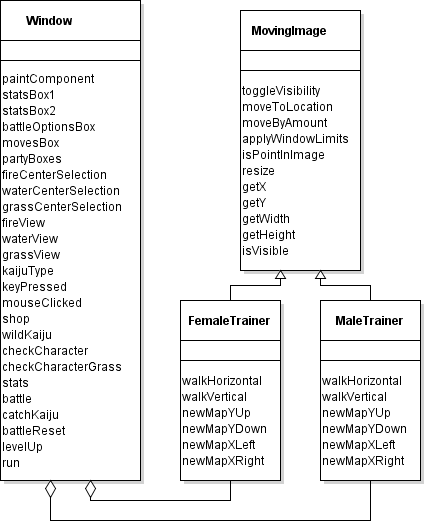 Window
paintComponent
statsBox1
statsBox2
battleOptionsBox
movesBox
partyBoxes
fireCenterSelection
waterCenterSelection
grassCenterSelection
fireView
waterView
grassView
kaijuType
keyPressed
mouseClicked
shop
wildKaiju
checkCharacter
checkCharacterGrass
stats
battle
catchKaiju
battleReset
levelUp
run
MovingImage
toggleVisibility
moveToLocation
moveByAmount
applyWindowLimits
isPointInImage
resize
getX
getY
getWidth
getHeight
isVisible
FemaleTrainer
walkHorizontal
walkVertical
newMapYUp
newMapYDown
newMapXLeft
newMapXRight
MaleTrainer
walkHorizontal
walkVertical
newMapYUp
newMapYDown
newMapXLeft
newMapXRight